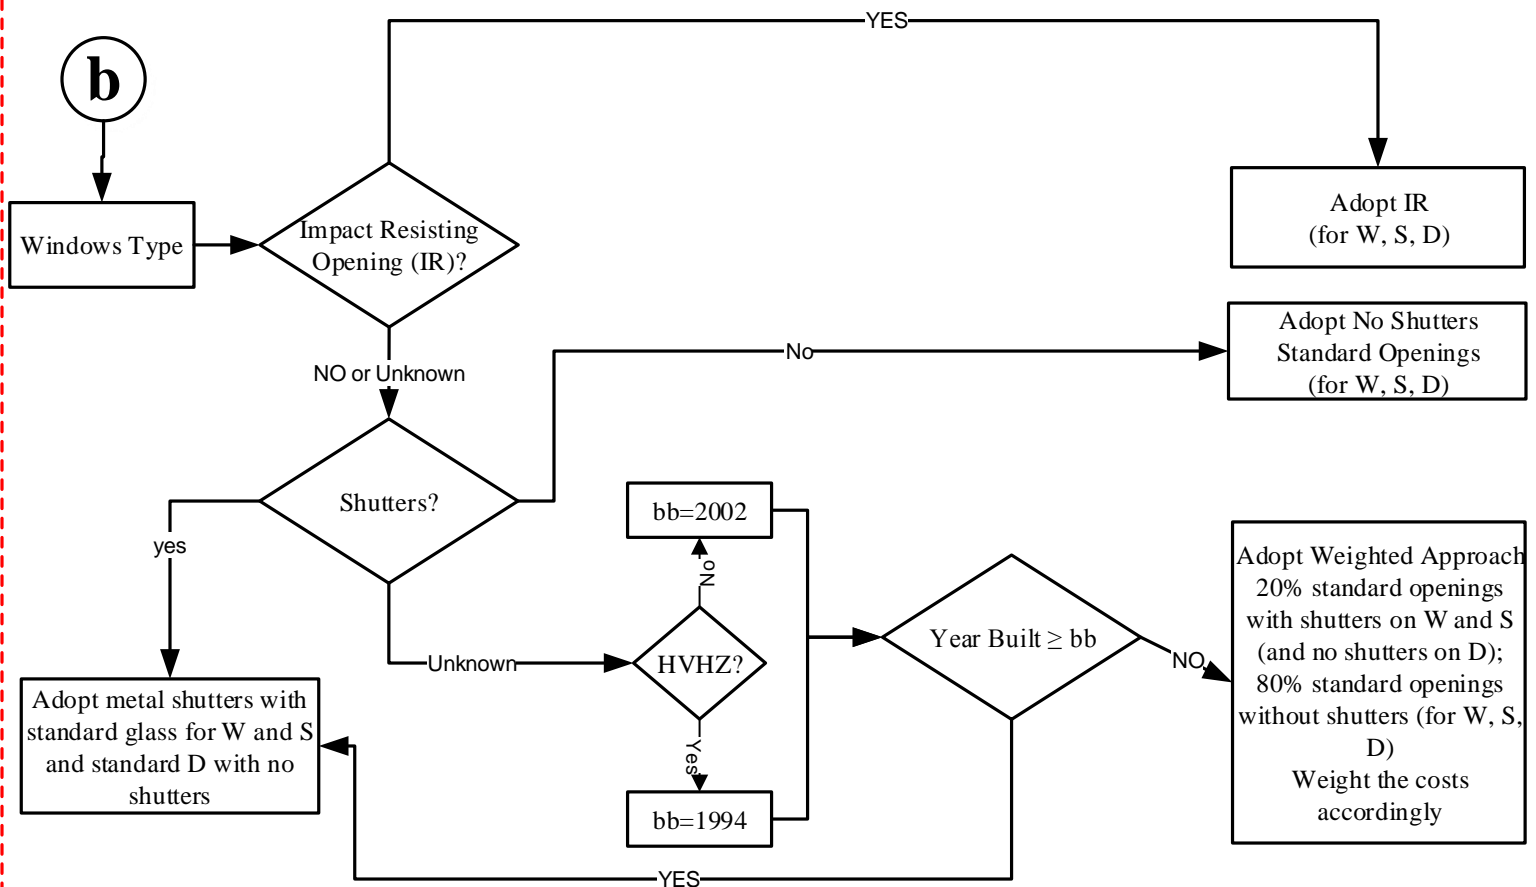 YES
b
Windows Type
Impact Resisting
Opening (IR)?
Adopt IR
(for W, S, D)
NO or Unknown
No
Adopt No Shutters
Standard Openings
(for W, S, D)
Shutters?
yes
Unknown
bb=2002
No
HVHZ?
Yes
bb=1994
Year Built ≥ bb
NO
Adopt Weighted Approach
20% standard openings
with shutters on W and S
(and no shutters on D);
80% standard openings
without shutters (for W, S,
D)
Weight the costs
accordingly
Adopt metal shutters with
standard glass for W and S
and standard D with no
shutters
YES